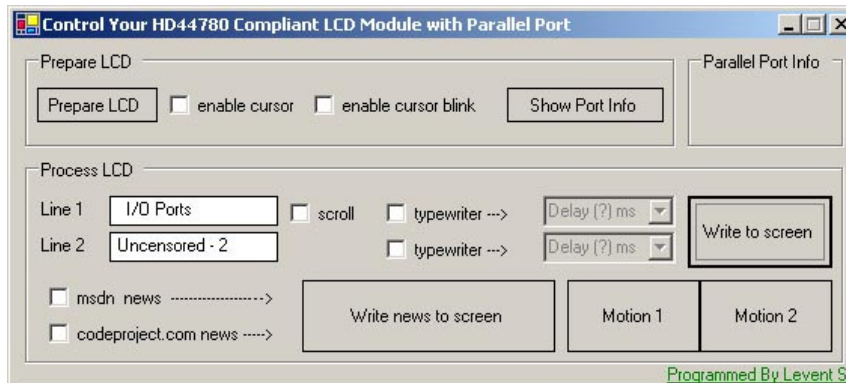 Control Your HD44780 Compliant LCD Module with Parallel Port
Prepare LCD
Parallel Port Info
Prepare LCD
enable cursor
enable cursor blink
Show Port Info
Process LCD
Line 1
I/O Ports
scroll
typewriter --->
Delay (?) ms
Write to screen
Line 2
Uncensored - 2
typewriter --->
Delay (?) ms
msdn news -------------------->
codeproject.com news ----->
Write news to screen
Motion 1
Motion 2
Programmed By Levent S